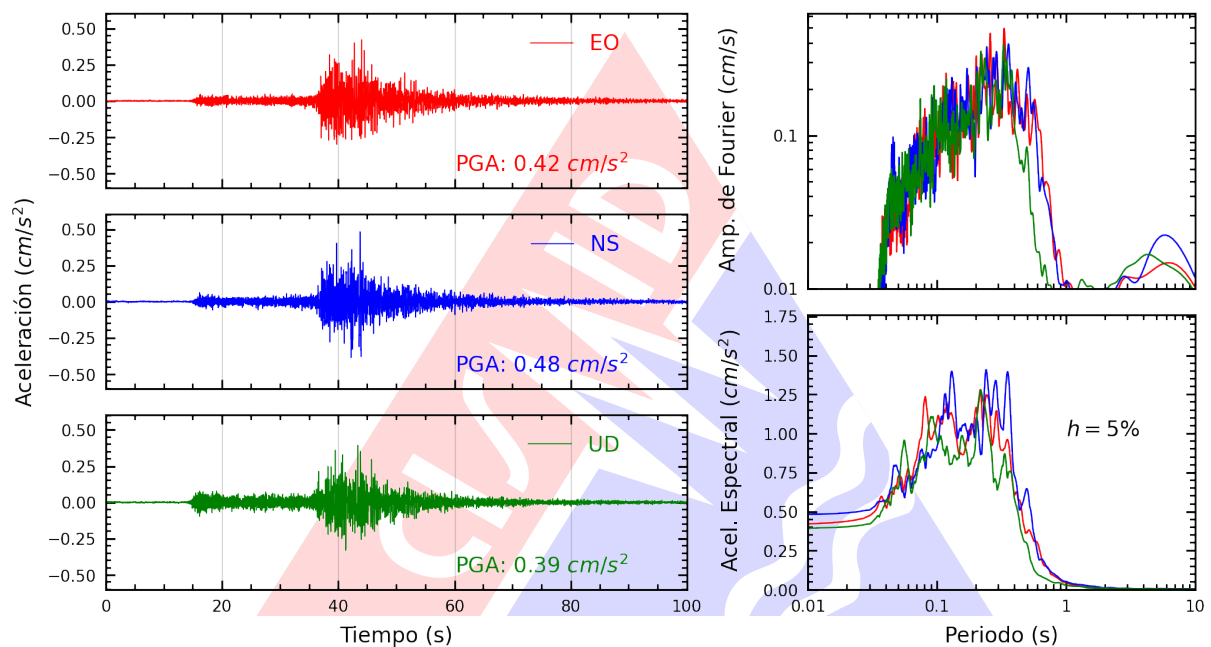 Aceleración (cm/s²)
0.50
0.25
0.00
−0.25
−0.50
EO
PGA: 0.42 cm/s²
0.50
0.25
0.00
−0.25
−0.50
NS
PGA: 0.48 cm/s²
0.50
0.25
0.00
−0.25
−0.50
UD
PGA: 0.39 cm/s²
0 20 40 60 80 100
Tiempo (s)
Amp. de Fourier (cm/s)
0.1
0.01
Acel. Espectral (cm/s²)
1.75
1.50
1.25
1.00
0.75
0.50
0.25
0.00
h = 5%
0.01 0.1 1 10
Periodo (s)
CISMID